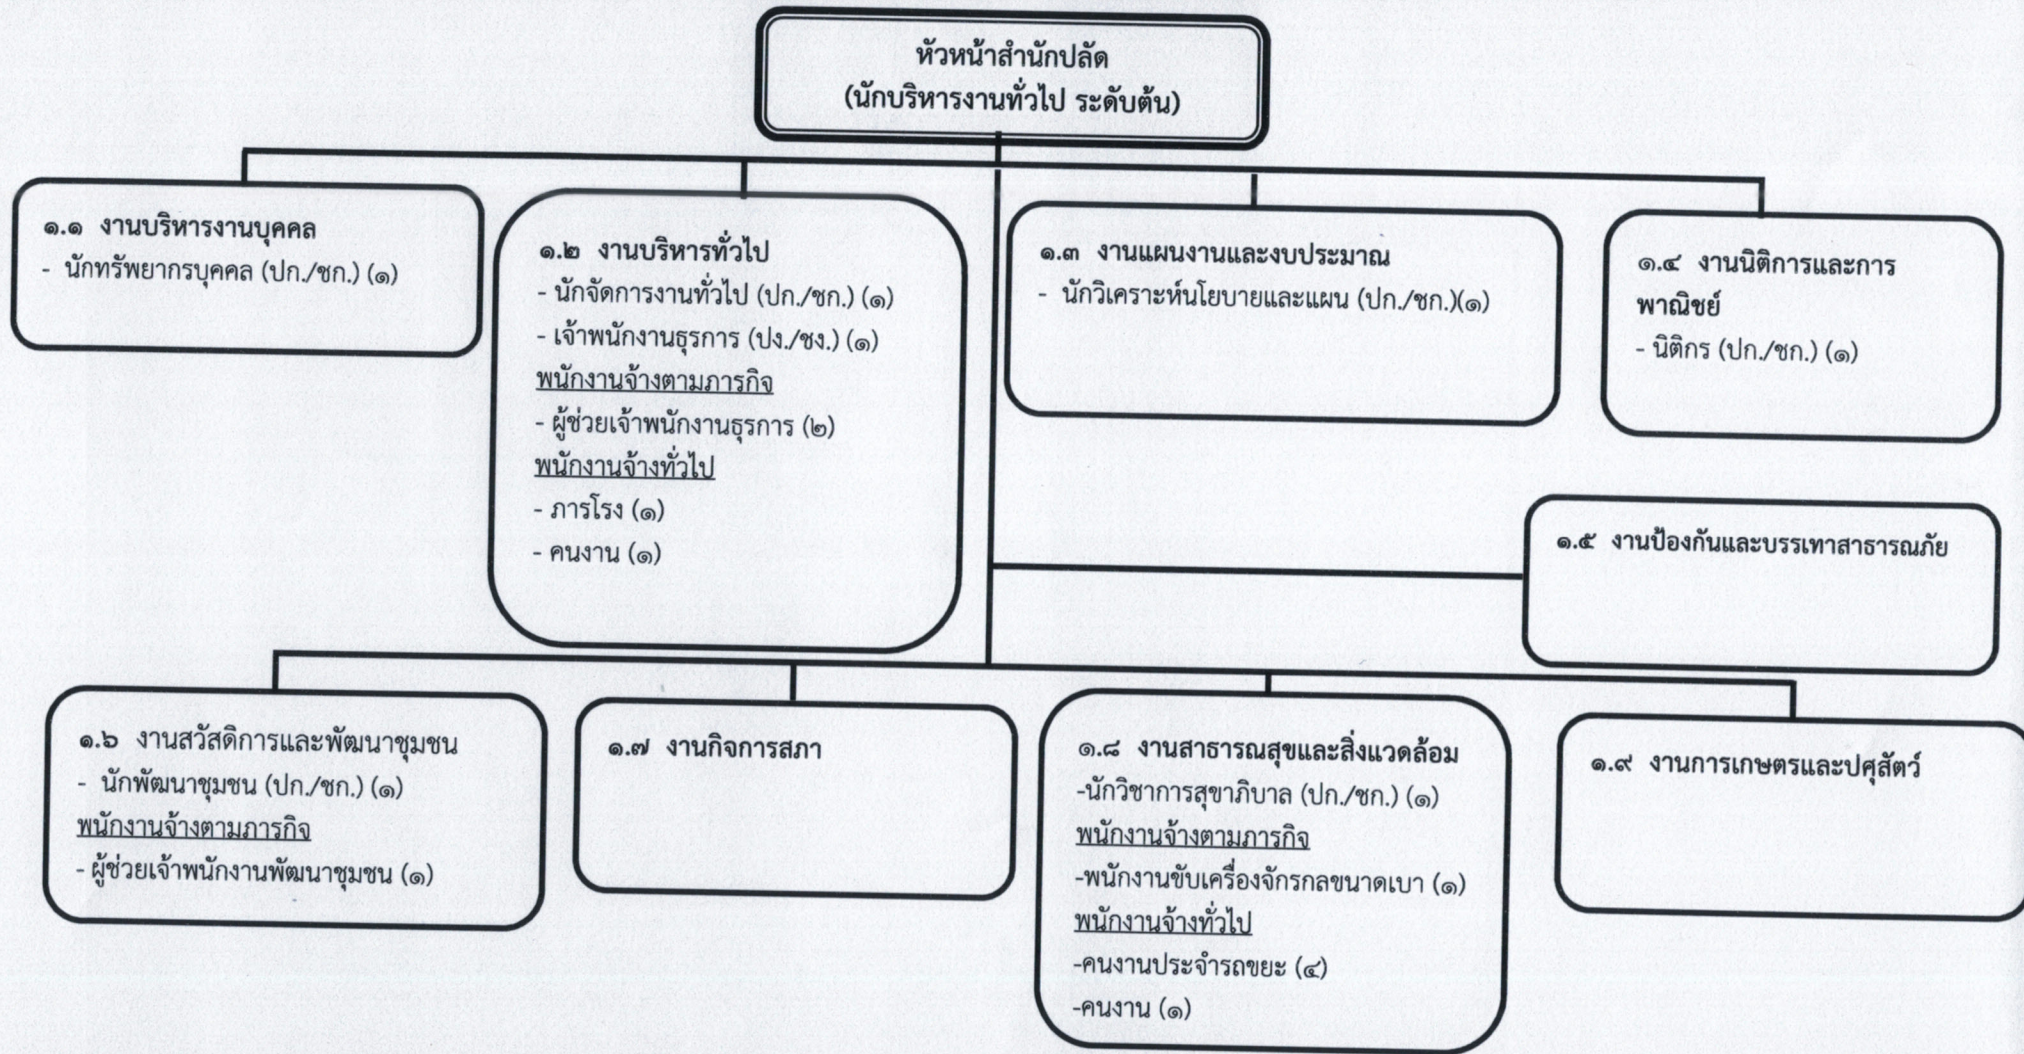 หัวหน้าสำนักปลัด
(นักบริหารงานทั่วไป ระดับต้น)
๑.๑ งานบริหารงานบุคคล
- นักทรัพยากรบุคคล (ปก./ชก.) (๑)
๑.๒ งานบริหารทั่วไป
- นักจัดการงานทั่วไป (ปก./ชก.) (๑)
- เจ้าพนักงานธุรการ (ปง./ชง.) (๑)
พนักงานจ้างตามภารกิจ
- ผู้ช่วยเจ้าพนักงานธุรการ (๒)
พนักงานจ้างทั่วไป
- ภารโรง (๑)
- คนงาน (๑)
๑.๓ งานแผนงานและงบประมาณ
- นักวิเคราะห์นโยบายและแผน (ปก./ชก.)(๑)
๑.๔ งานนิติการและการ
พาณิชย์
- นิติกร (ปก./ชก.) (๑)
๑.๕ งานป้องกันและบรรเทาสาธารณภัย
๑.๖ งานสวัสดิการและพัฒนาชุมชน
- นักพัฒนาชุมชน (ปก./ชก.) (๑)
พนักงานจ้างตามภารกิจ
- ผู้ช่วยเจ้าพนักงานพัฒนาชุมชน (๑)
๑.๗ งานกิจการสภา
๑.๘ งานสาธารณสุขและสิ่งแวดล้อม
-นักวิชาการสุขาภิบาล (ปก./ชก.) (๑)
พนักงานจ้างตามภารกิจ
-พนักงานขับเครื่องจักรกลขนาดเบา (๑)
พนักงานจ้างทั่วไป
-คนงานประจำรถขยะ (๔)
-คนงาน (๑)
๑.๙ งานการเกษตรและปศุสัตว์